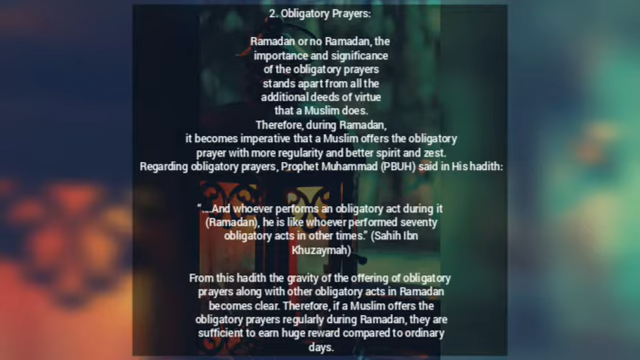 2. Obligatory Prayers:
Ramadan or no Ramadan, the
importance and significance
of the obligatory prayers
stands apart from all the
additional deeds of virtue
that a Muslim does.
Therefore, during Ramadan,
it becomes imperative that a Muslim offers the obligatory
prayer with more regularity and better spirit and zest.
Regarding obligatory prayers, Prophet Muhammad (PBUH) said in His hadith:
“....And whoever performs an obligatory act during it
(Ramadan), he is like whoever performed seventy
obligatory acts in other times.” (Sahih Ibn
Khuzaymah)
From this hadith the gravity of the offering of obligatory
prayers along with other obligatory acts in Ramadan
becomes clear. Therefore, if a Muslim offers the
obligatory prayers regularly during Ramadan, they are
sufficient to earn huge reward compared to ordinary
days.